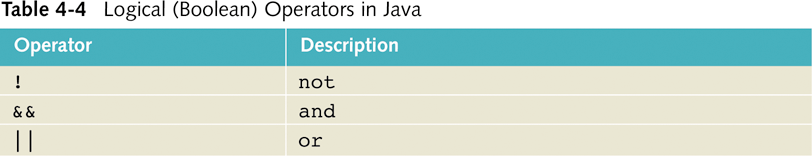 Table 4-4 Logical (Boolean) Operators in Java
Operator Description
! not
&& and
|| or